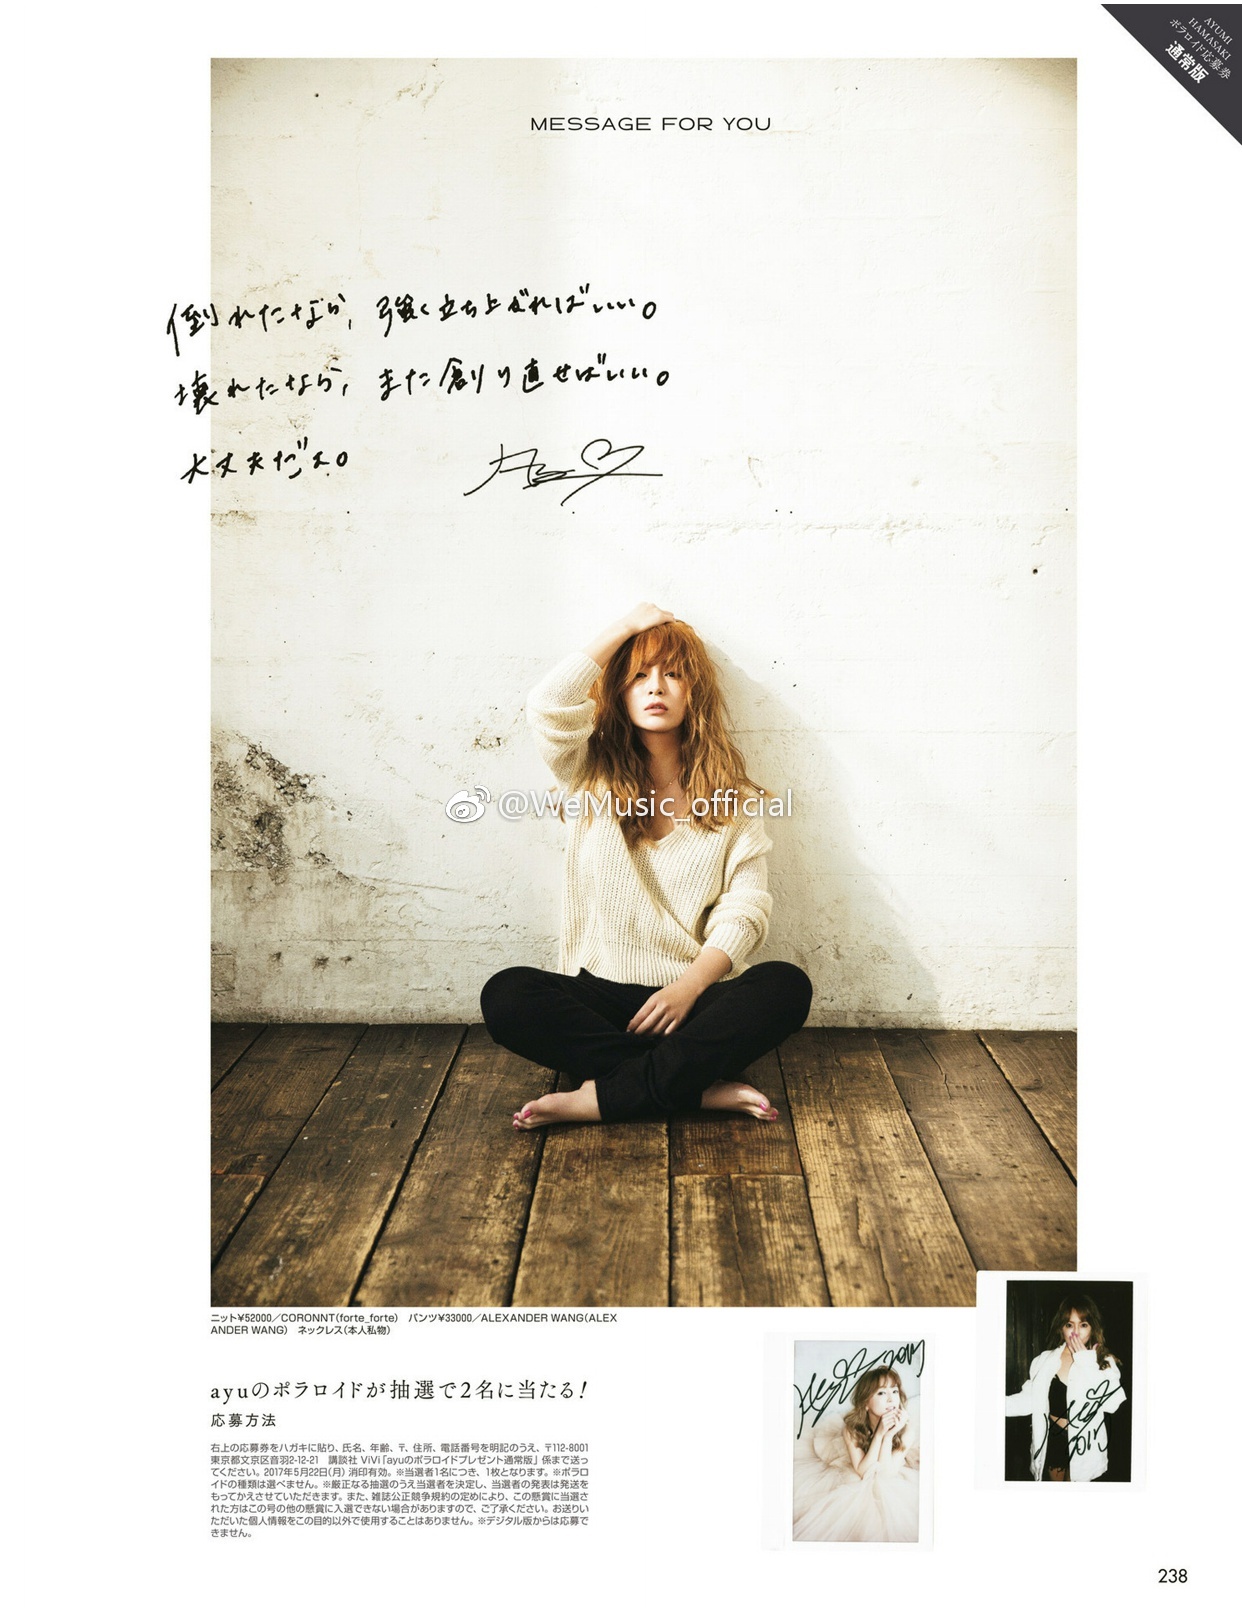 AYUMI
HAMASAKI
ポラロイド応募券
通常版
MESSAGE FOR YOU
倒れたなら、強く立ち上がればいい。
壊れたなら、また創り直せばいい。
大丈夫だよ。
@WeMusic_official
ニット¥52000/CORONNT(forte_forte) パンツ¥33000/ALEXANDER WANG(ALEX
ANDER WANG) ネックレス(本人私物)
ayuのポラロイドが抽選で2名に当たる!
応募方法
右上の応募券をハガキに貼り、氏名、年齢、〒、住所、電話番号を明記のうえ、〒112-8001
東京都文京区音羽2-12-21 講談社 ViVi「ayuのポラロイドプレゼント通常版」係まで送っ
てください。2017年5月22日(月)消印有効。※当選者1名につき、1枚となります。※ポラロ
イドの種類は選べません。※厳正なる抽選のうえ当選者を決定し、当選者の発表は発送を
もってかえさせていただきます。また、雑誌公正競争規約の定めにより、この懸賞に当選さ
れた方はこの号の他の懸賞に入選できない場合がありますので、ご了承ください。お送りい
ただいた個人情報をこの目的以外で使用することはありません。※デジタル版からは応募で
きません。
2017
2017
238